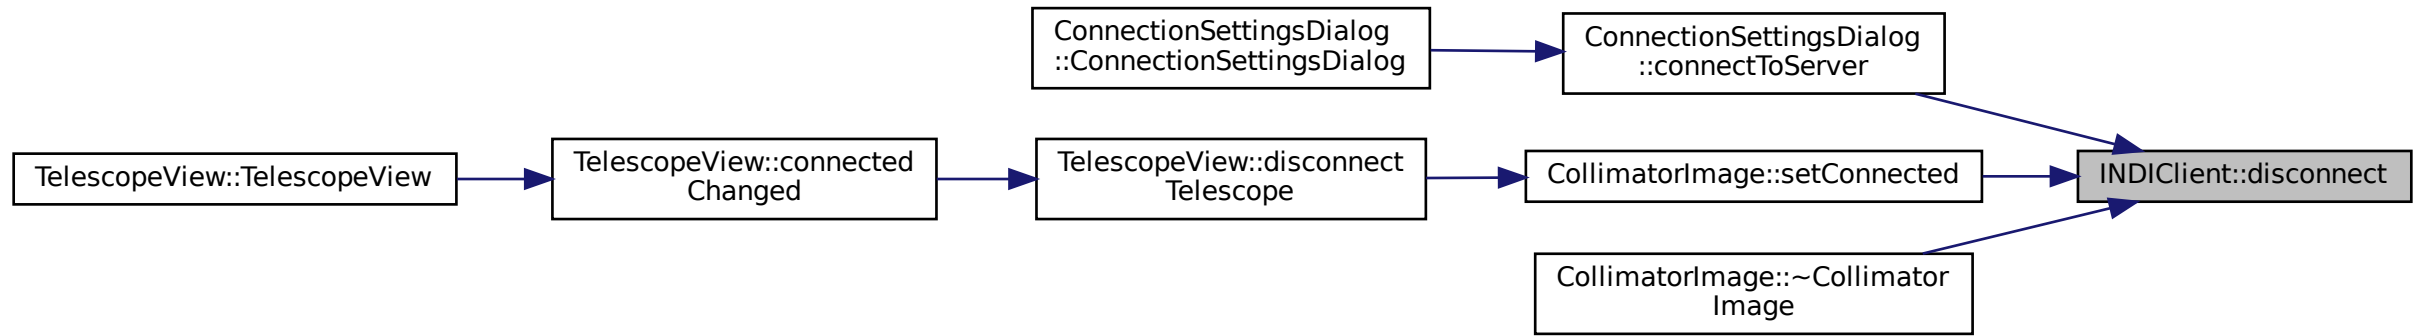 ConnectionSettingsDialog
::ConnectionSettingsDialog
ConnectionSettingsDialog
::connectToServer
TelescopeView::TelescopeView
TelescopeView::connected
Changed
TelescopeView::disconnect
Telescope
CollimatorImage::setConnected
INDIClient::disconnect
CollimatorImage::~Collimator
Image